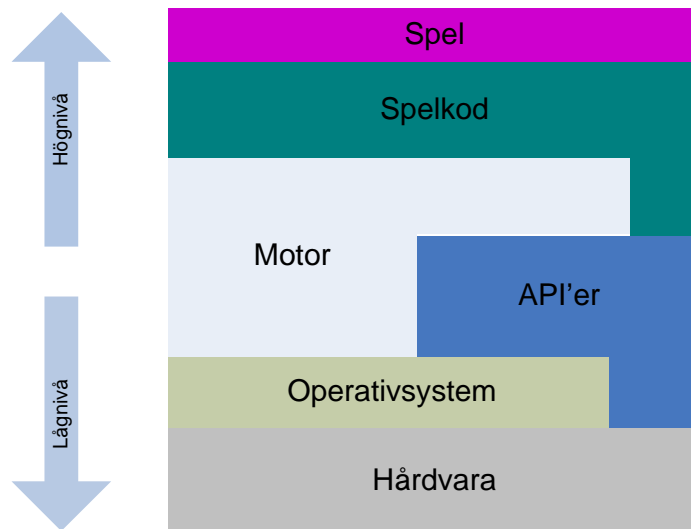 Spel
Spelkod
Högnivå
Motor
API’er
Operativsystem
Lågnivå
Hårdvara